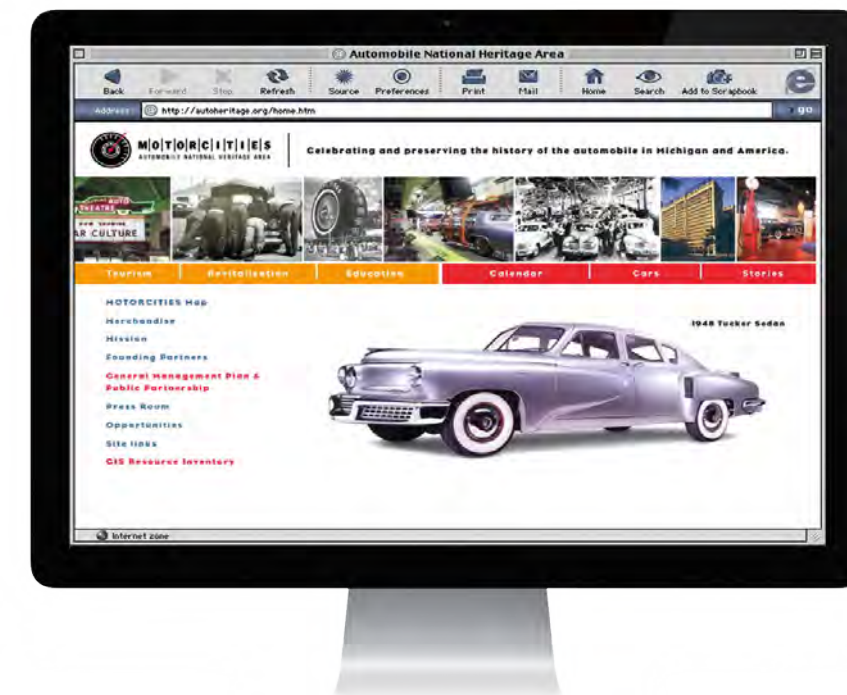 Automobile National Heritage Area
Back Forward Stop Refresh Source Preferences Print Mail Home Search Add to Scrapbook
Address: http://autoheritage.org/home.htm go
M|O|T|O|R|C|I|T|I|E|S
AUTOMOBILE NATIONAL HERITAGE AREA
Celebrating and preserving the history of the automobile in Michigan and America.
AUTO
THEATRE
NOW SHOWING
AR CULTURE
Tourism Revitalization Education Calendar Cars Stories
MOTORCITIES Map
Merchandise
Mission
Founding Partners
General Management Plan &
Public Partnership
Press Room
Opportunities
Site links
GIS Resource Inventory
1948 Tucker Sedan
Internet zone